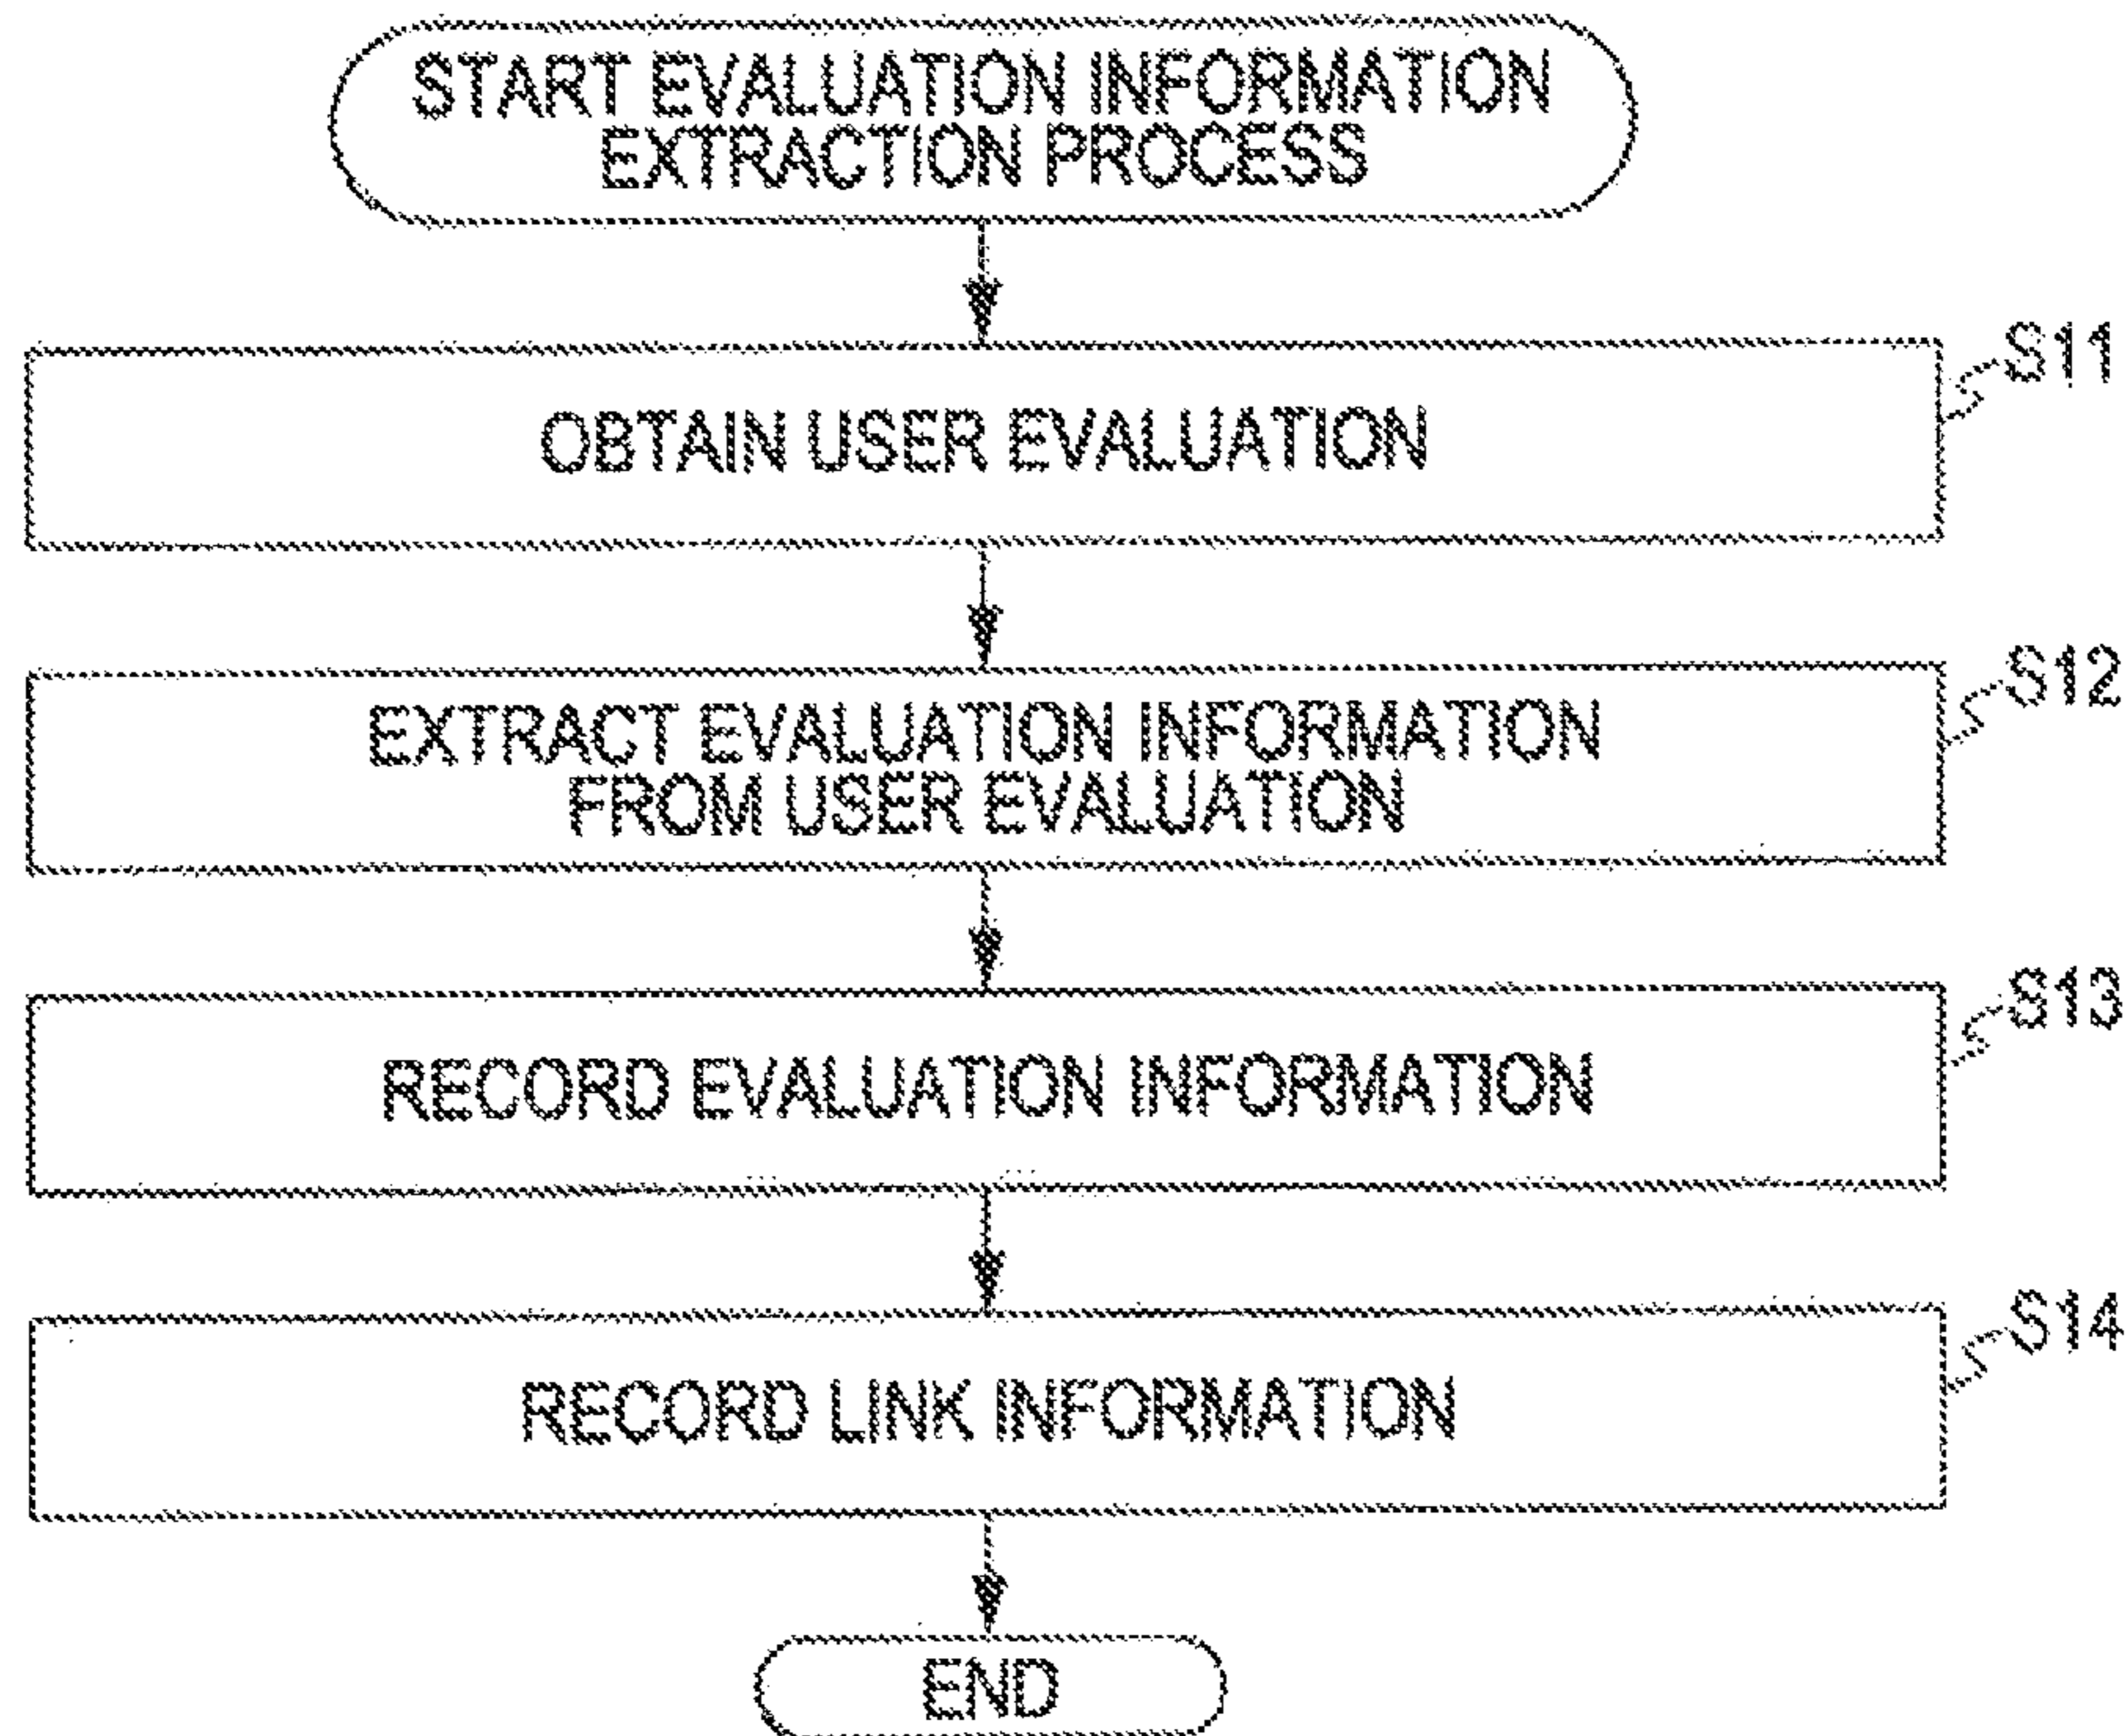 START EVALUATION INFORMATION
EXTRACTION PROCESS
S11
OBTAIN USER EVALUATION
S12
EXTRACT EVALUATION INFORMATION
FROM USER EVALUATION
S13
RECORD EVALUATION INFORMATION
S14
RECORD LINK INFORMATION
END